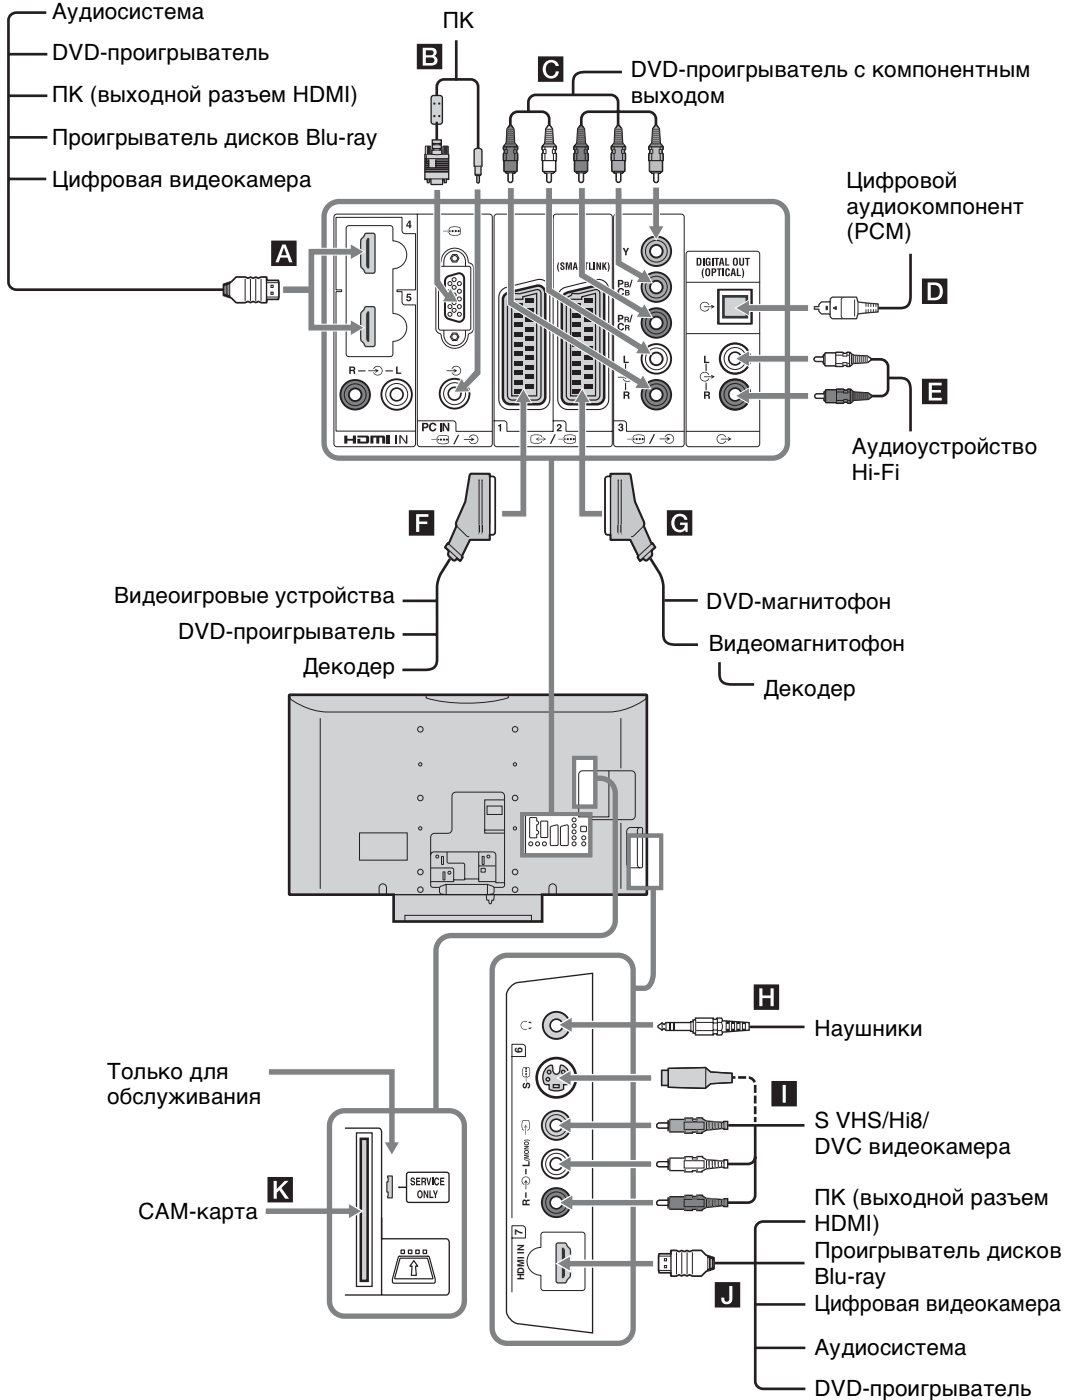 Аудиосистема
DVD-проигрыватель
ПК (выходной разъем HDMI)
Проигрыватель дисков Blu-ray
Цифровая видеокамера
ПК
B
C
DVD-проигрыватель с компонентным
выходом
Цифровой
аудиокомпонент
(PCM)
A
4
5
R L
HDMI IN
PC IN
/
1
(SMARTLINK)
2
/
Y
PB/
CB
PR/
CR
L
R
3
/
DIGITAL OUT
(OPTICAL)
L
R
D
E
Аудиоустройство
Hi-Fi
F
G
Видеоигровые устройства
DVD-проигрыватель
Декодер
DVD-магнитофон
Видеомагнитофон
Декодер
H
Наушники
6
S
I
S VHS/Hi8/
DVC видеокамера
R L(MONO)
7
HDMI IN
J
ПК (выходной разъем
HDMI)
Проигрыватель дисков
Blu-ray
Цифровая видеокамера
Аудиосистема
DVD-проигрыватель
Только для
обслуживания
SERVICE
ONLY
K
CAM-карта